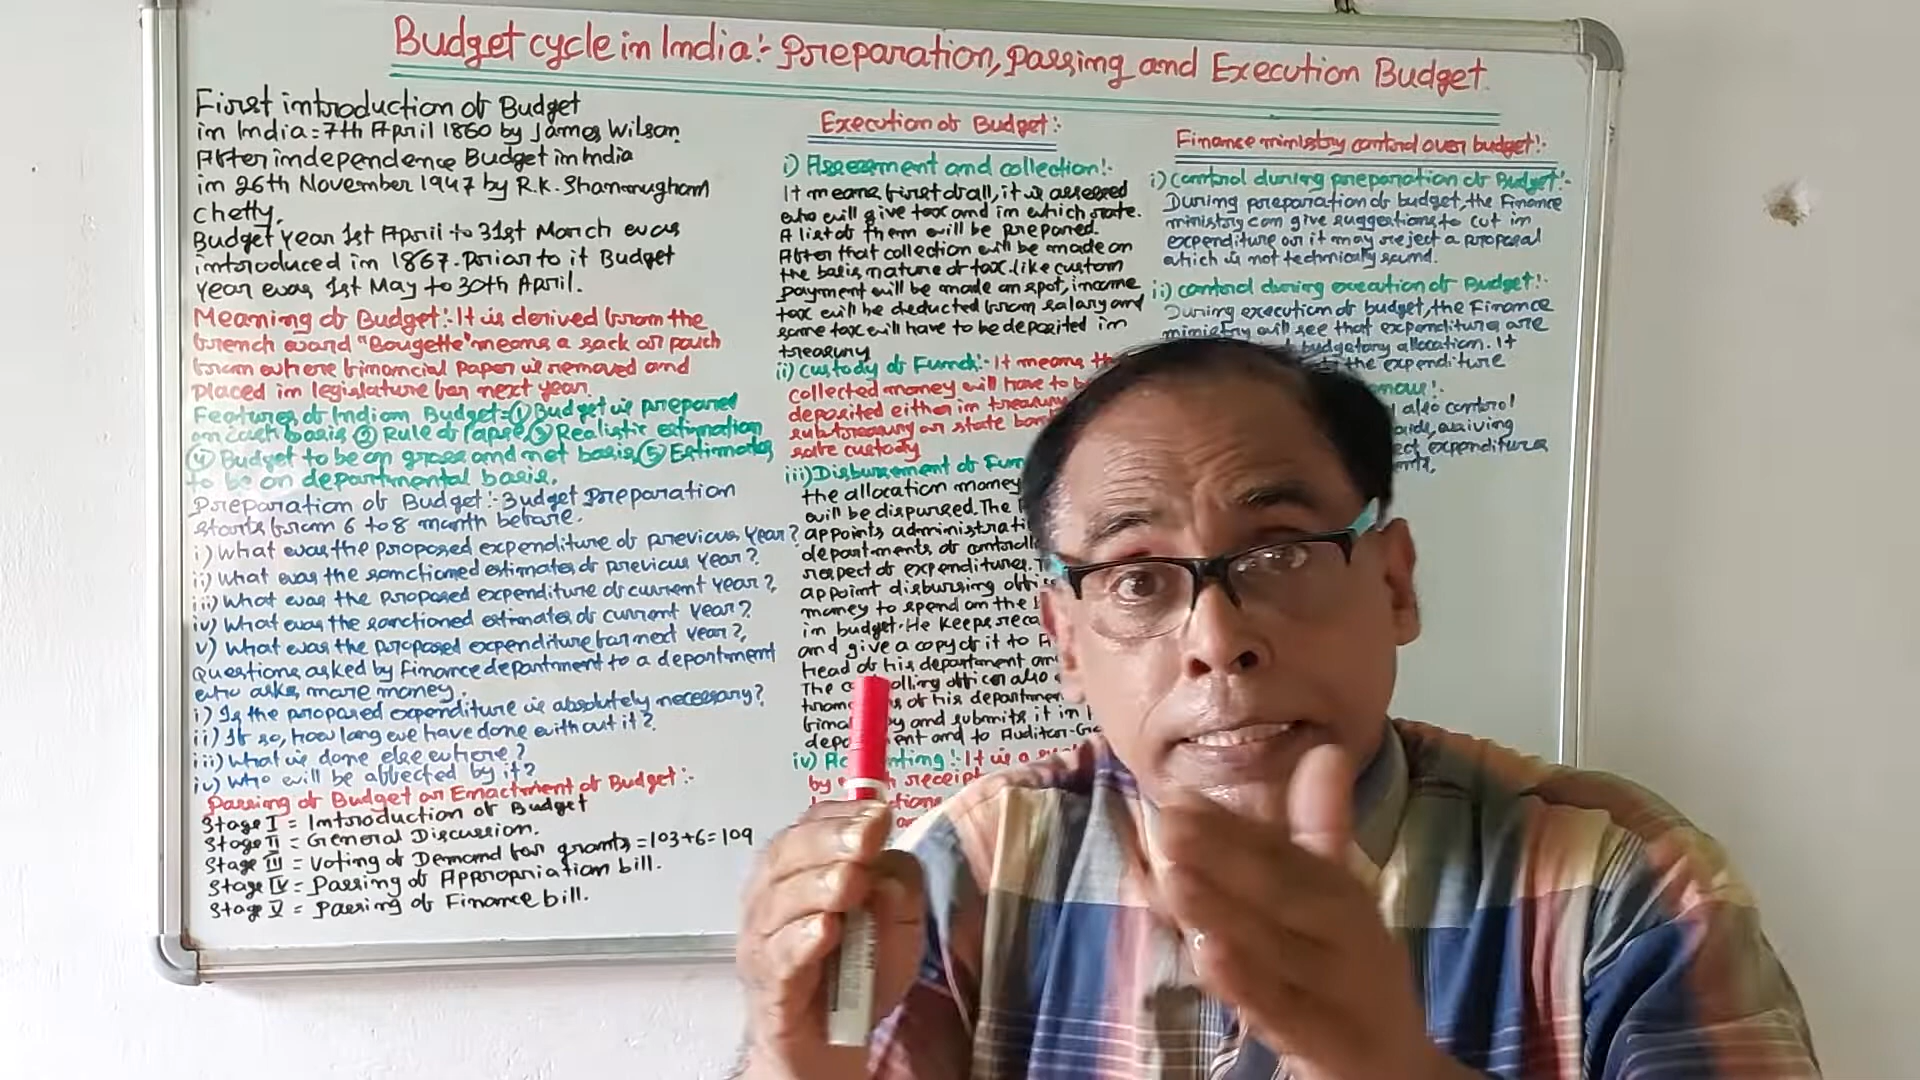 Budget cycle in India:- Preparation, Passing and Execution Budget.
First introduction of Budget
in India = 7th April 1860 by James Wilson.
After independence Budget in India
in 26th November 1947 by R.K. Shanmugham
chetty.
Budget year 1st April to 31st March was
introduced in 1867. Prior to it Budget
year was 1st May to 30th April.
Meaning of Budget:- It is derived from the
french word "Bougette" means a sack or pouch
from where financial paper is removed and
placed in legislature for next year.
Features of Indian Budget= ① Budget is prepared
on cash basis ② Rule of lapse, ③ Realistic estimation
④ Budget to be on gross and net basis, ⑤ Estimates
to be on departmental basis.
Preparation of Budget:- Budget Preparation
starts from 6 to 8 month before.
i) What was the proposed expenditure of previous year?
ii) What was the sanctioned estimates of previous year?
iii) What was the proposed expenditure of current year?
iv) What was the sanctioned estimates of current year?
v) What was the proposed expenditure for next year?
Questions asked by Finance department to a department
who asks more money.
i) Is the proposed expenditure is absolutely necessary?
ii) If so, how long we have done without it?
iii) What is done elsewhere?
iv) Who will be affected by it?
Passing of Budget or Enactment of Budget:-
Stage I = Introduction of Budget
Stage II = General Discussion.
Stage III = Voting of Demand for grants = 103+6=109
Stage IV = Passing of Appropriation bill.
Stage V = Passing of Finance bill.
Execution of Budget:
i) Assessment and collection:-
It means first of all, it is assessed
who will give tax and in which state.
A list of them will be prepared.
After that collection will be made on
the basis nature of tax. like custom
payment will be made on spot, income
tax will be deducted from salary and
some tax will have to be deposited in
treasury
ii) Custody of Fund:- It means
collected money will have to
deposited either in treasury
subtreasury or state
safe custody
iii) Disbursement of
the allocation money
will be dispursed. The
appoints
departments of
respect of expenditures.
appoint disbursing
money to spend on the
in budget. He keeps
and give a copy of it to
head of his department
The officer also
of his department
and submits it in
and to
iv) It is a
by receipt
Finance ministry control over budget:-
i) control during preparation of Budget:-
During preparation of budget, the Finance
ministry can give suggestions, to cut in
expenditure or it may reject a proposal
which is not technically sound.
ii) control during execution of Budget:-
During execution of budget, the Finance
ministry will see that expenditure are
budgetary allocation. It
the expenditure
also control
waiving
expenditure